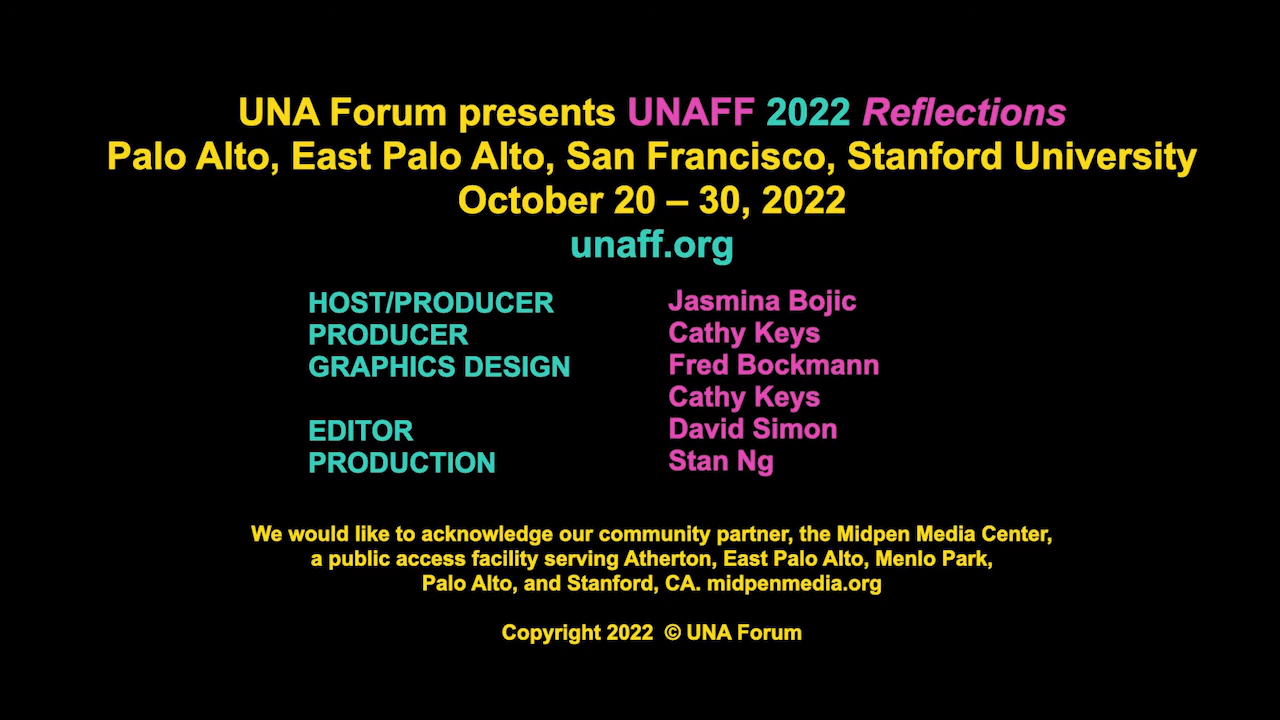 UNA Forum presents UNAFF 2022 Reflections
Palo Alto, East Palo Alto, San Francisco, Stanford University
October 20 – 30, 2022
unaff.org
HOST/PRODUCER Jasmina Bojic
PRODUCER Cathy Keys
GRAPHICS DESIGN Fred Bockmann
Cathy Keys
EDITOR David Simon
PRODUCTION Stan Ng
We would like to acknowledge our community partner, the Midpen Media Center,
a public access facility serving Atherton, East Palo Alto, Menlo Park,
Palo Alto, and Stanford, CA. midpenmedia.org
Copyright 2022 © UNA Forum